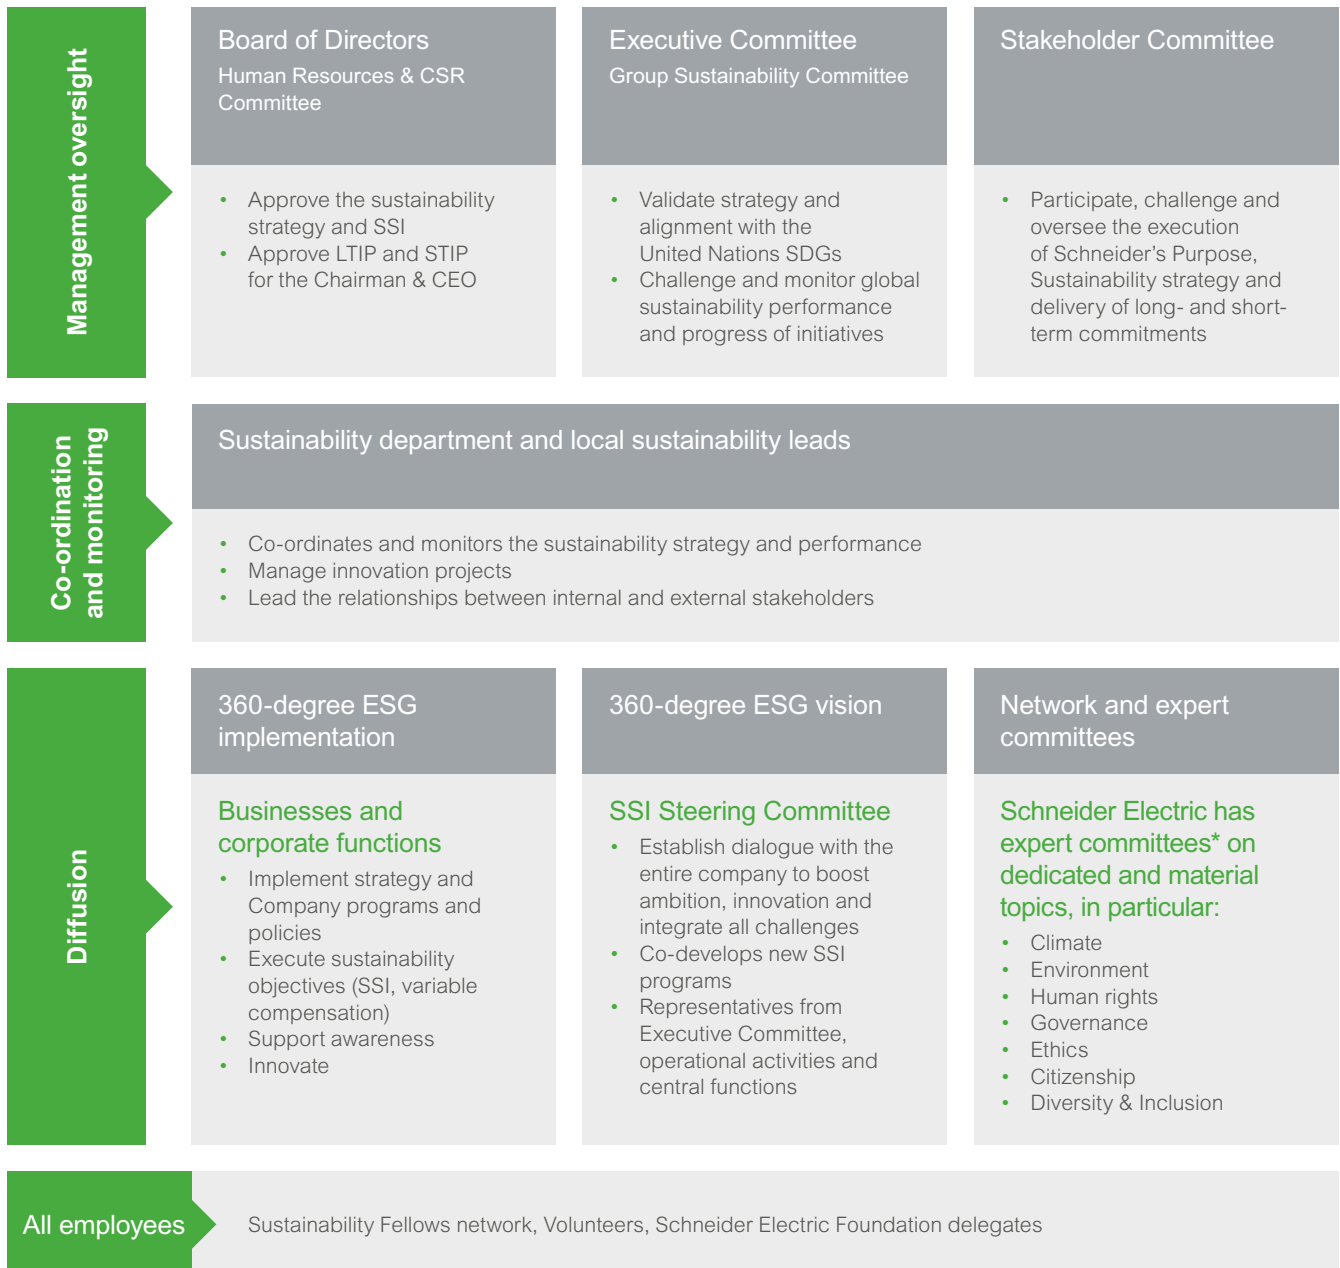 Management oversight
Board of Directors
Human Resources & CSR
Committee
• Approve the sustainability
strategy and SSI
• Approve LTIP and STIP
for the Chairman & CEO
Executive Committee
Group Sustainability Committee
• Validate strategy and
alignment with the
United Nations SDGs
• Challenge and monitor global
sustainability performance
and progress of initiatives
Stakeholder Committee
• Participate, challenge and
oversee the execution
of Schneider’s Purpose,
Sustainability strategy and
delivery of long- and short-
term commitments
Co-ordination
and monitoring
Sustainability department and local sustainability leads
• Co-ordinates and monitors the sustainability strategy and performance
• Manage innovation projects
• Lead the relationships between internal and external stakeholders
Diffusion
360-degree ESG
implementation
Businesses and
corporate functions
• Implement strategy and
Company programs and
policies
• Execute sustainability
objectives (SSI, variable
compensation)
• Support awareness
• Innovate
360-degree ESG vision
SSI Steering Committee
• Establish dialogue with the
entire company to boost
ambition, innovation and
integrate all challenges
• Co-develops new SSI
programs
• Representatives from
Executive Committee,
operational activities and
central functions
Network and expert
committees
Schneider Electric has
expert committees* on
dedicated and material
topics, in particular:
• Climate
• Environment
• Human rights
• Governance
• Ethics
• Citizenship
• Diversity & Inclusion
All employees
Sustainability Fellows network, Volunteers, Schneider Electric Foundation delegates